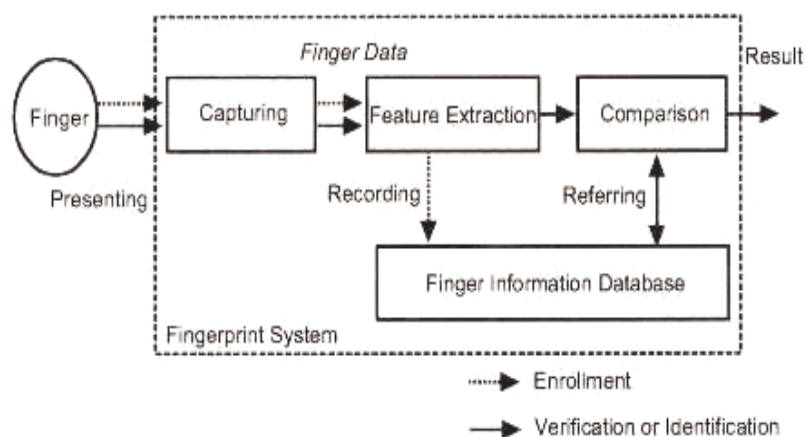 Finger Data
Result
Finger
Capturing
Feature Extraction
Comparison
Presenting
Recording
Referring
Finger Information Database
Fingerprint System
Enrollment
Verification or Identification